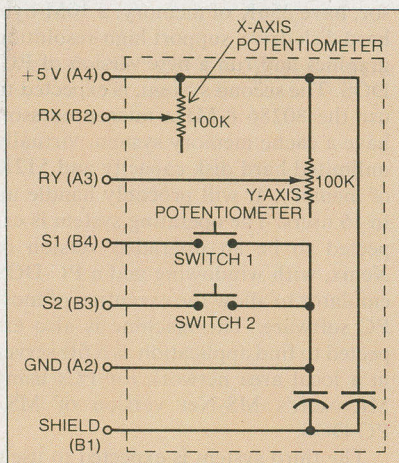 X-AXIS
POTENTIOMETER
+5 V (A4)
RX (B2)
100K
RY (A3)
100K
Y-AXIS
POTENTIOMETER
S1 (B4)
SWITCH 1
S2 (B3)
SWITCH 2
GND (A2)
SHIELD
(B1)